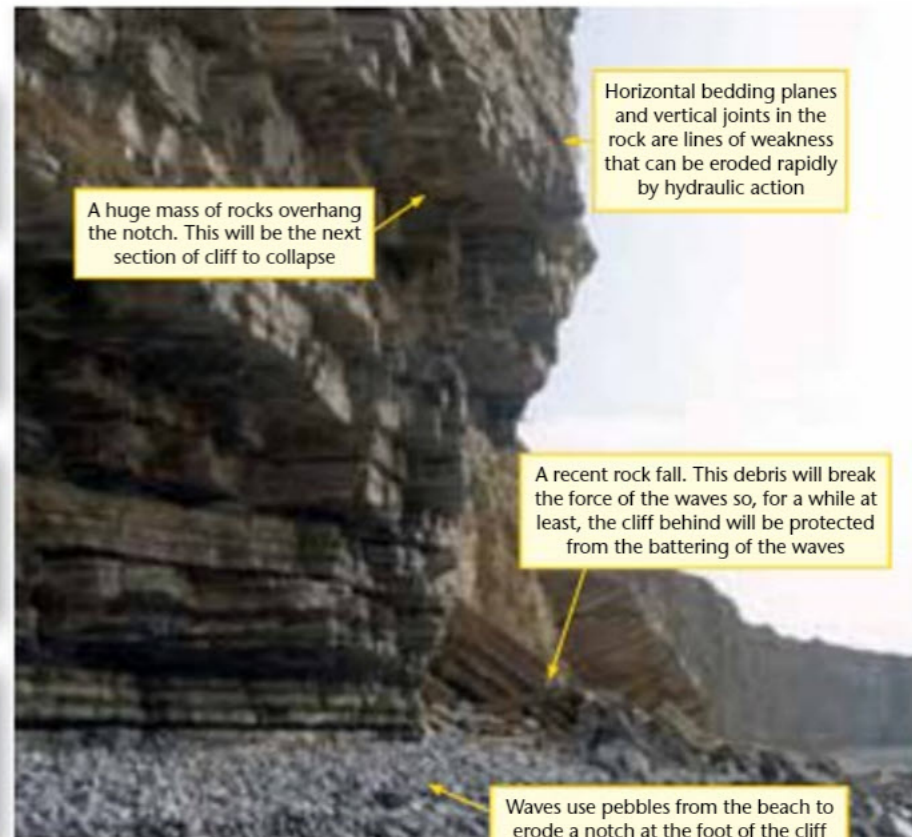 Horizontal bedding planes
and vertical joints in the
rock are lines of weakness
that can be eroded rapidly
by hydraulic action
A huge mass of rocks overhang
the notch. This will be the next
section of cliff to collapse
A recent rock fall. This debris will break
the force of the waves so, for a while at
least, the cliff behind will be protected
from the battering of the waves
Waves use pebbles from the beach to
erode a notch at the foot of the cliff